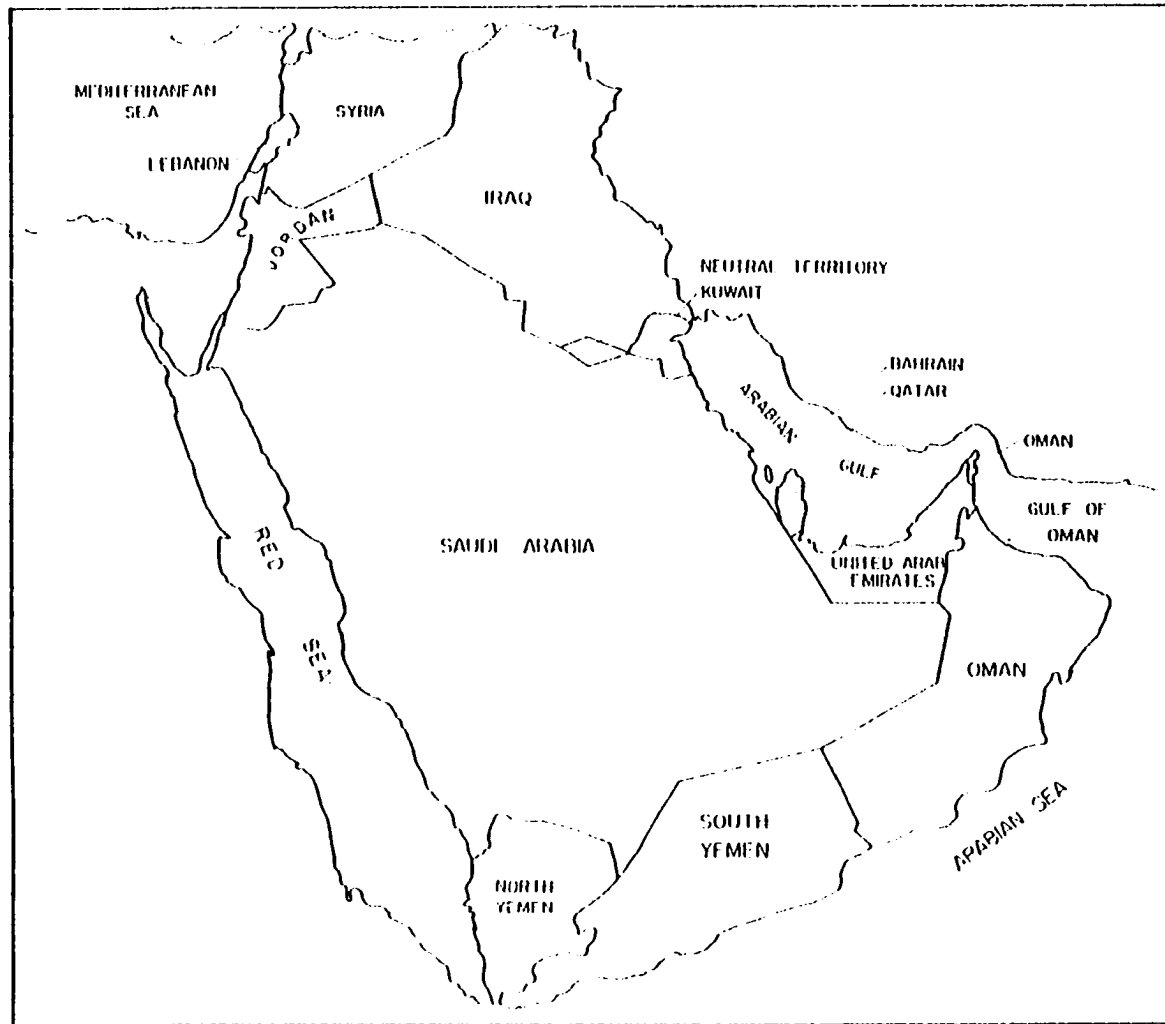 MEDITERRANEAN
SEA
SYRIA
LEBANON
IRAQ
JORDAN
NEUTRAL TERRITORY
KUWAIT
BAHRAIN
QATAR
ARABIAN
GULF
OMAN
GULF OF
OMAN
RED
SEA
SAUDI ARABIA
UNITED ARAB
EMIRATES
OMAN
SOUTH
YEMEN
ARABIAN SEA
NORTH
YEMEN